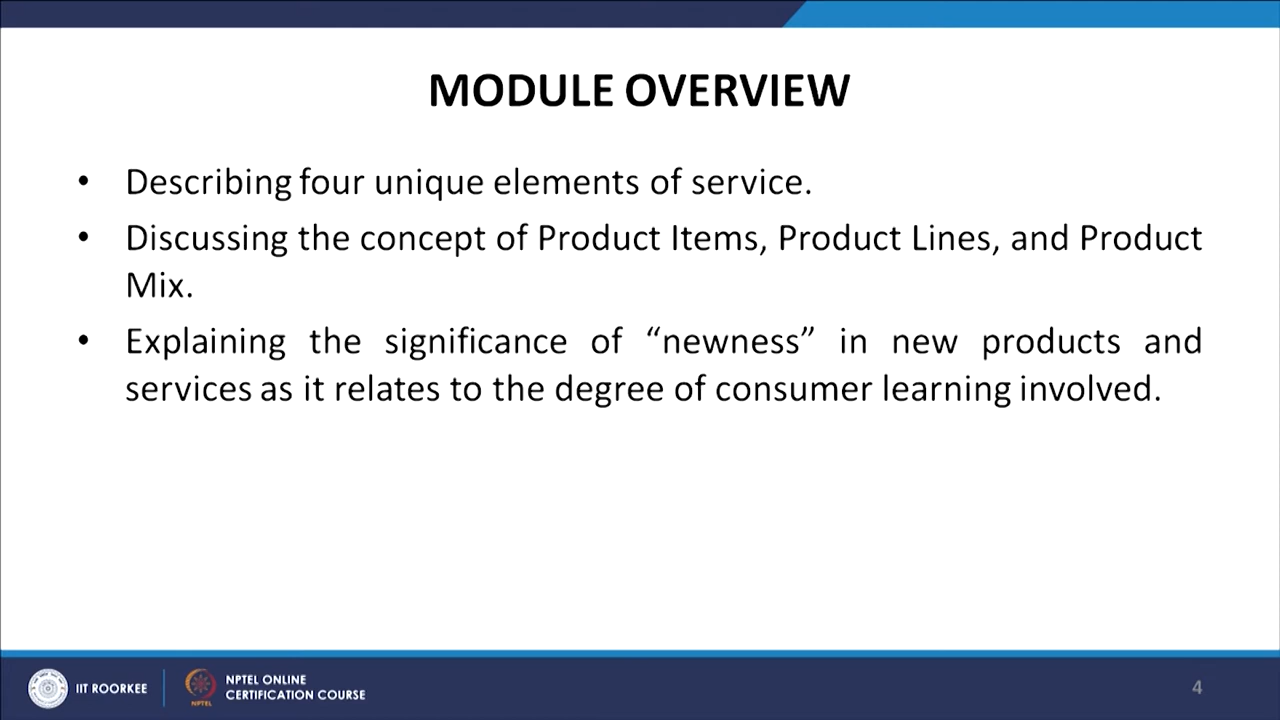 MODULE OVERVIEW
• Describing four unique elements of service.
• Discussing the concept of Product Items, Product Lines, and Product
Mix.
• Explaining the significance of “newness” in new products and
services as it relates to the degree of consumer learning involved.
IIT ROORKEE
NPTEL
NPTEL ONLINE
CERTIFICATION COURSE
4